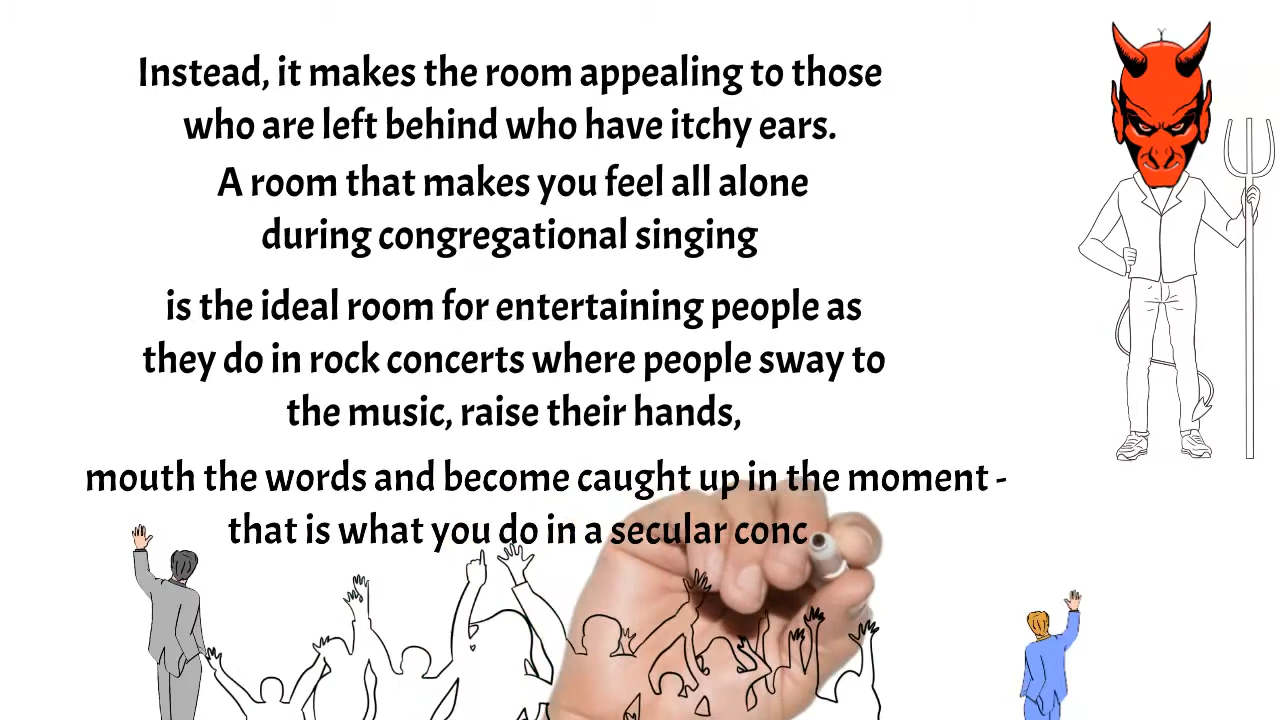 Instead, it makes the room appealing to those
who are left behind who have itchy ears.
A room that makes you feel all alone
during congregational singing
is the ideal room for entertaining people as
they do in rock concerts where people sway to
the music, raise their hands,
mouth the words and become caught up in the moment -
that is what you do in a secular conc